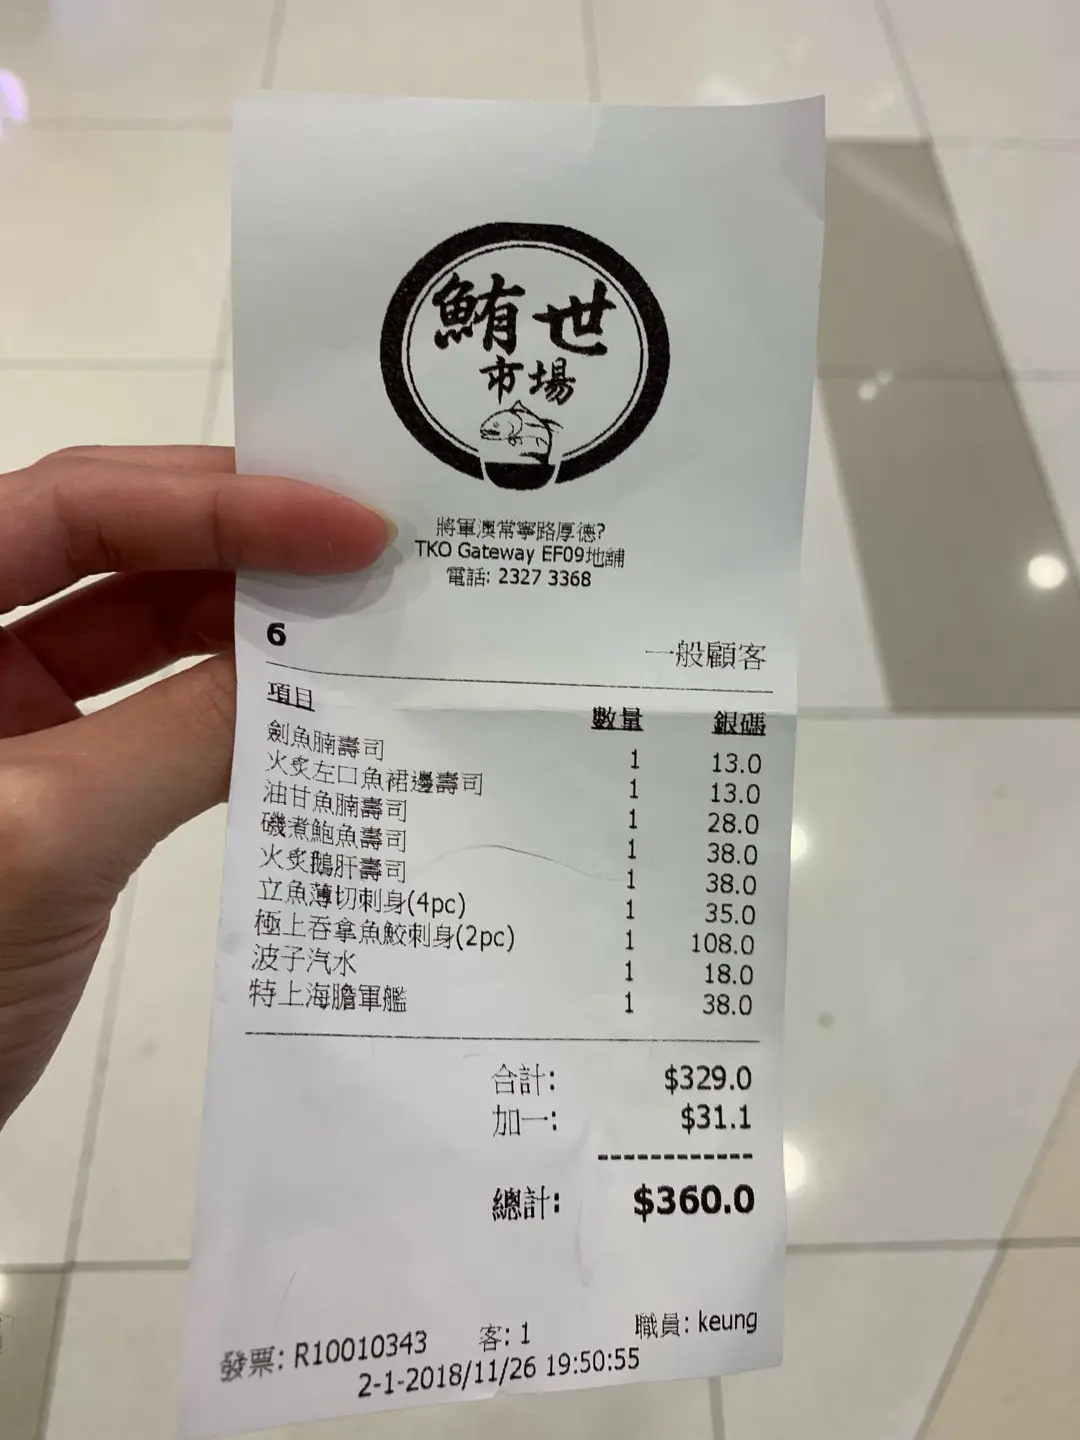 鮪世
市場
將軍澳常寧路厚德?
TKO Gateway EF09地舖
電話: 2327 3368
6 一般顧客
項目 數量 銀碼
劍魚腩壽司 1 13.0
火炙左口魚裙邊壽司 1 13.0
油甘魚腩壽司 1 28.0
磯煮鮑魚壽司 1 38.0
火炙鵝肝壽司 1 38.0
立魚薄切刺身(4pc) 1 35.0
極上吞拿魚鮫刺身(2pc) 1 108.0
波子汽水 1 18.0
特上海膽軍艦 1 38.0
合計: $329.0
加一: $31.1
------------
總計: $360.0
發票: R10010343 客: 1 職員: keung
2-1-2018/11/26 19:50:55